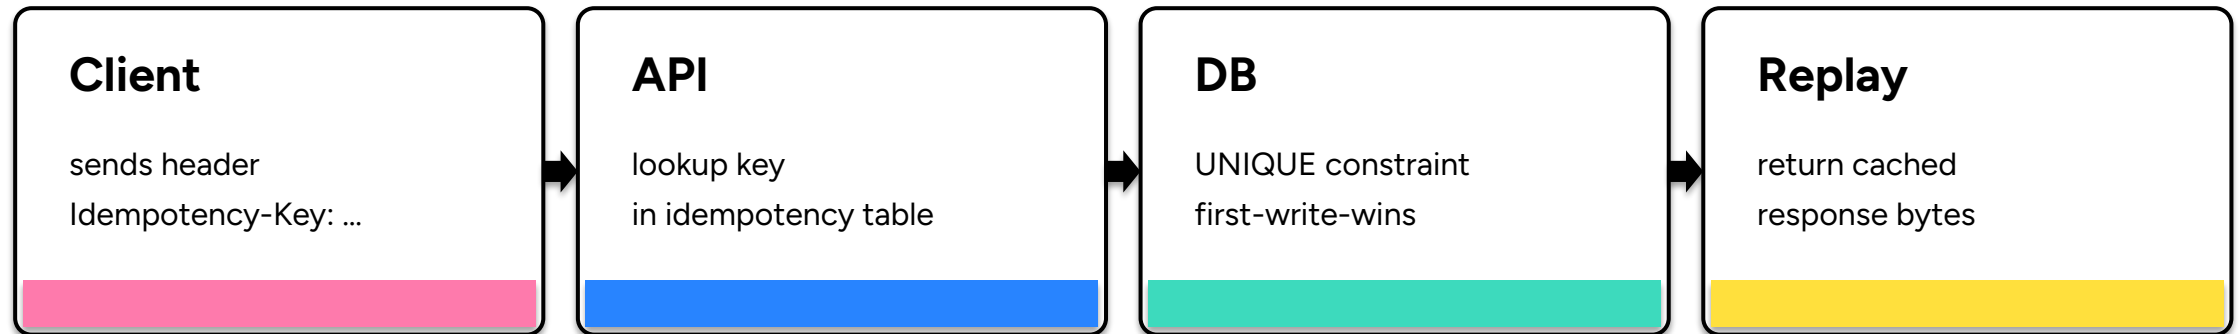 Client
sends header
Idempotency-Key: ...
API
lookup key
in idempotency table
DB
UNIQUE constraint
first-write-wins
Replay
return cached
response bytes